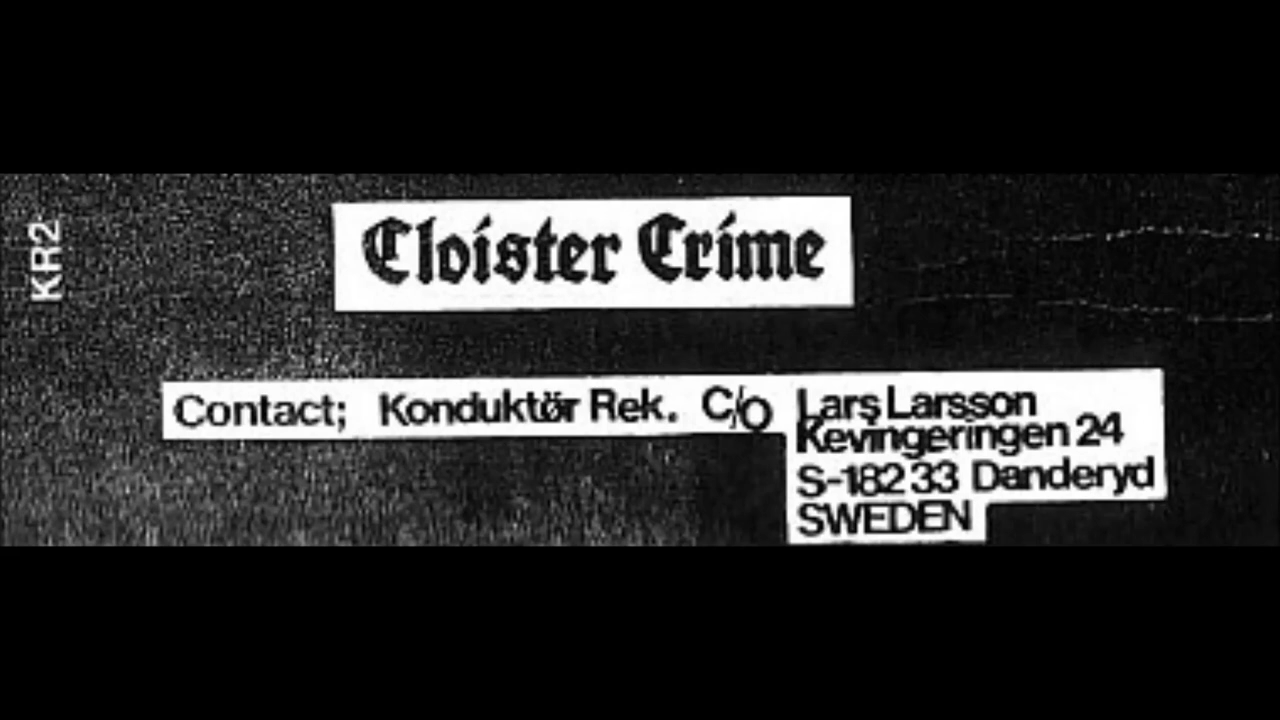 KR2
Cloister Crime
Contact; Konduktör Rek. C/O Lars Larsson
Kevingeringen 24
S-182 33 Danderyd
SWEDEN